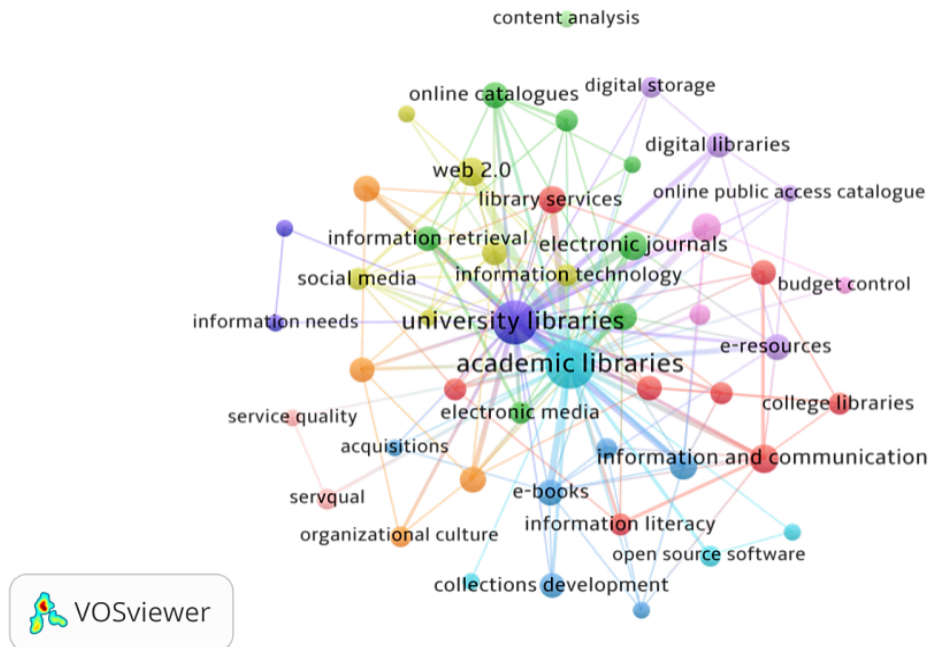 content analysis
online catalogues
digital storage
digital libraries
web 2.0
online public access catalogue
library services
information retrieval
electronic journals
social media
information technology
budget control
information needs
university libraries
e-resources
academic libraries
college libraries
service quality
electronic media
acquisitions
information and communication
servqual
e-books
information literacy
organizational culture
open source software
collections development
VOSviewer